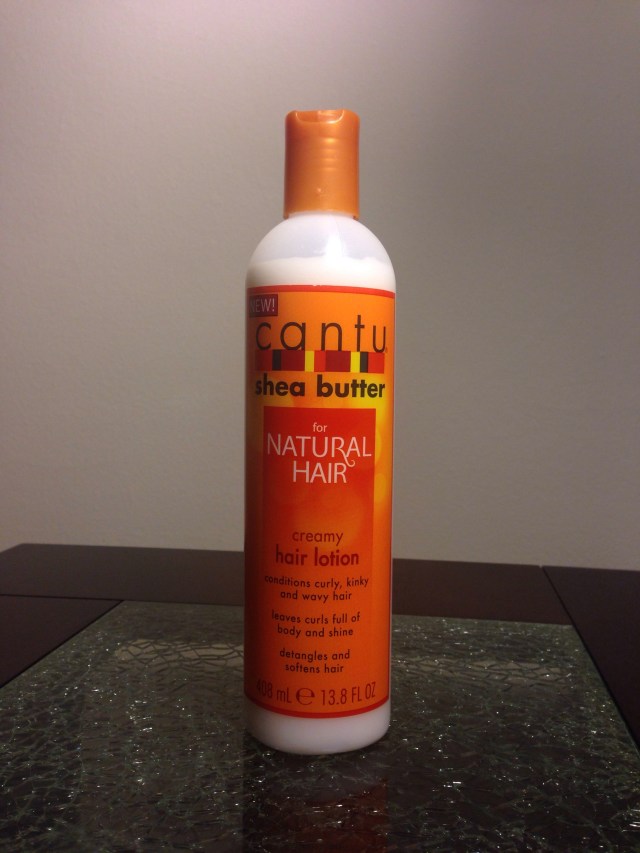 NEW!
cantu
shea butter
for
NATURAL
HAIR
creamy
hair lotion
conditions curly, kinky
and wavy hair
leaves curls full of
body and shine
detangles and
softens hair
408 mL ℮ 13.8 FL OZ